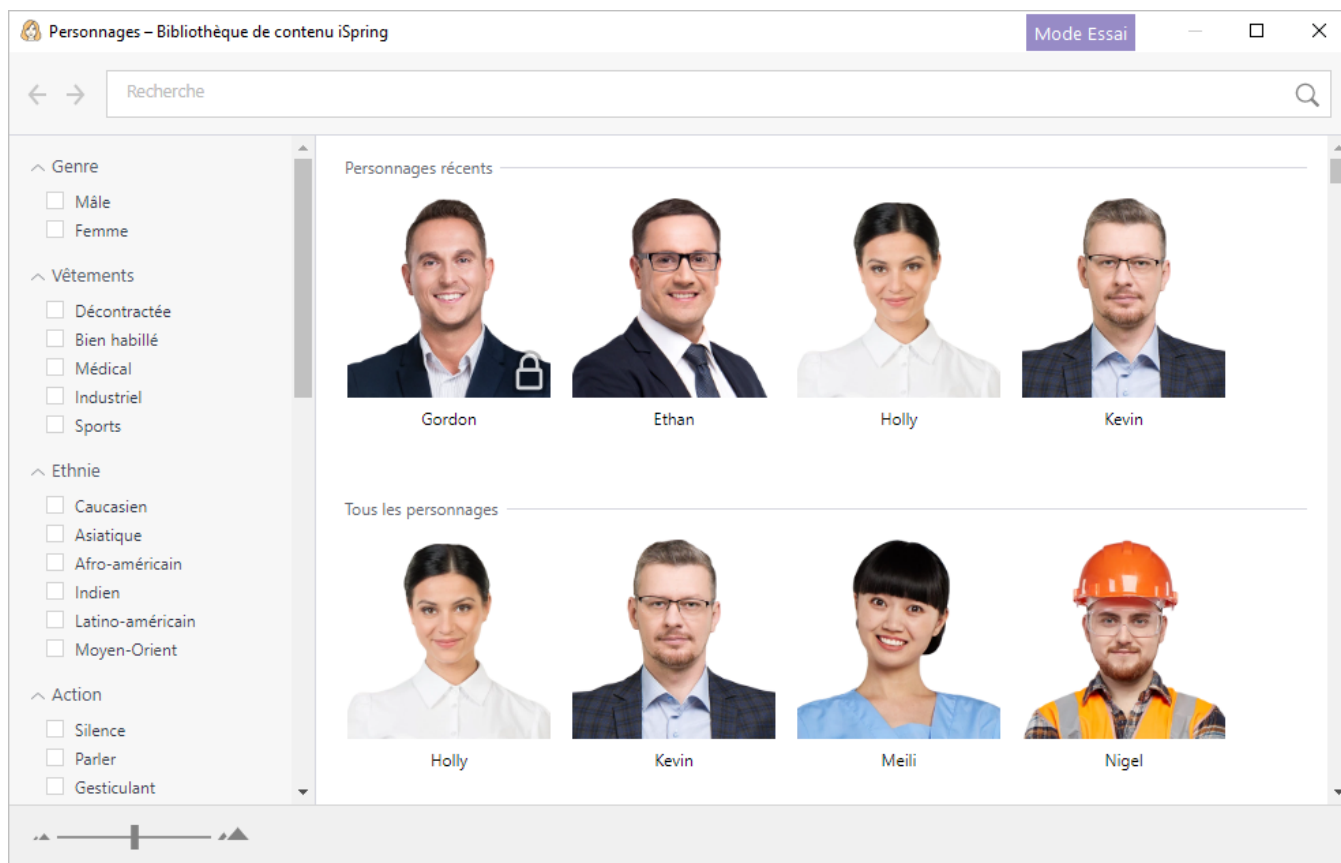 Personnages – Bibliothèque de contenu iSpring
Mode Essai
Recherche
Genre
Mâle
Femme
Vêtements
Décontractée
Bien habillé
Médical
Industriel
Sports
Ethnie
Caucasien
Asiatique
Afro-américain
Indien
Latino-américain
Moyen-Orient
Action
Silence
Parler
Gesticulant
Personnages récents
Gordon
Ethan
Holly
Kevin
Tous les personnages
Holly
Kevin
Meili
Nigel